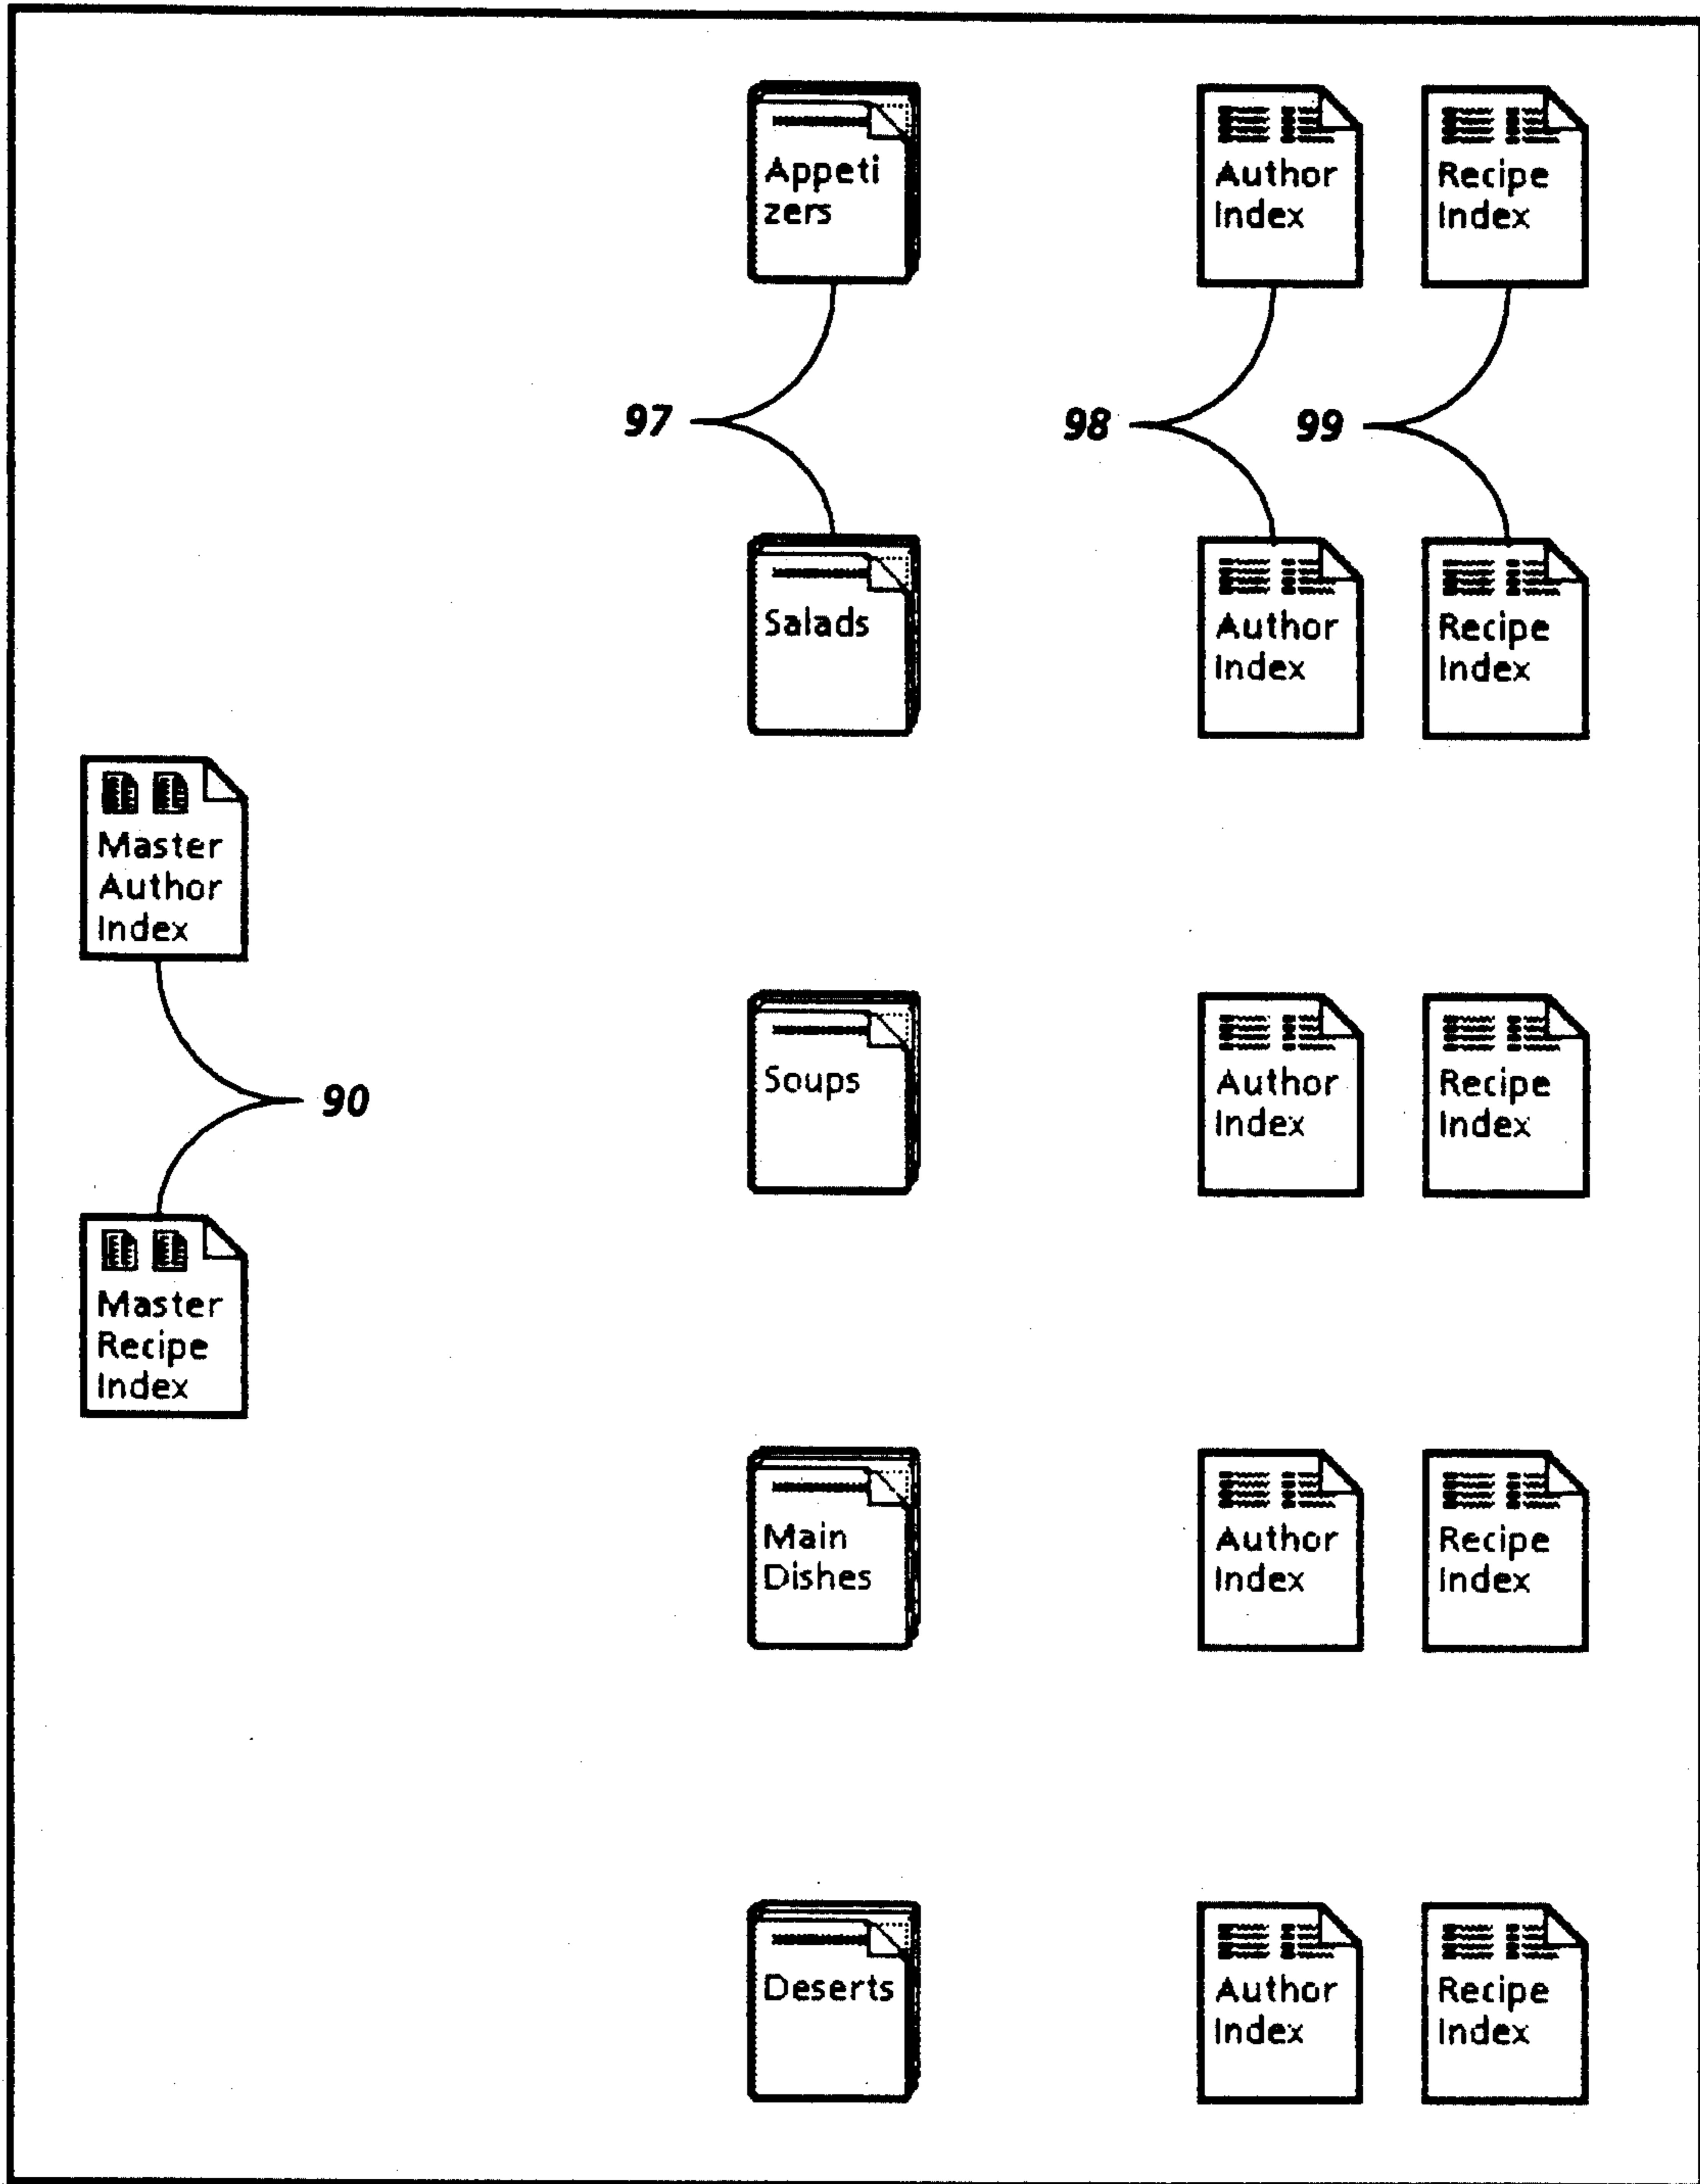 Appeti
zers
Author
Index
Recipe
Index
97
98
99
Salads
Author
Index
Recipe
Index
Master
Author
Index
Soups
Author
Index
Recipe
Index
90
Master
Recipe
Index
Main
Dishes
Author
Index
Recipe
Index
Deserts
Author
Index
Recipe
Index